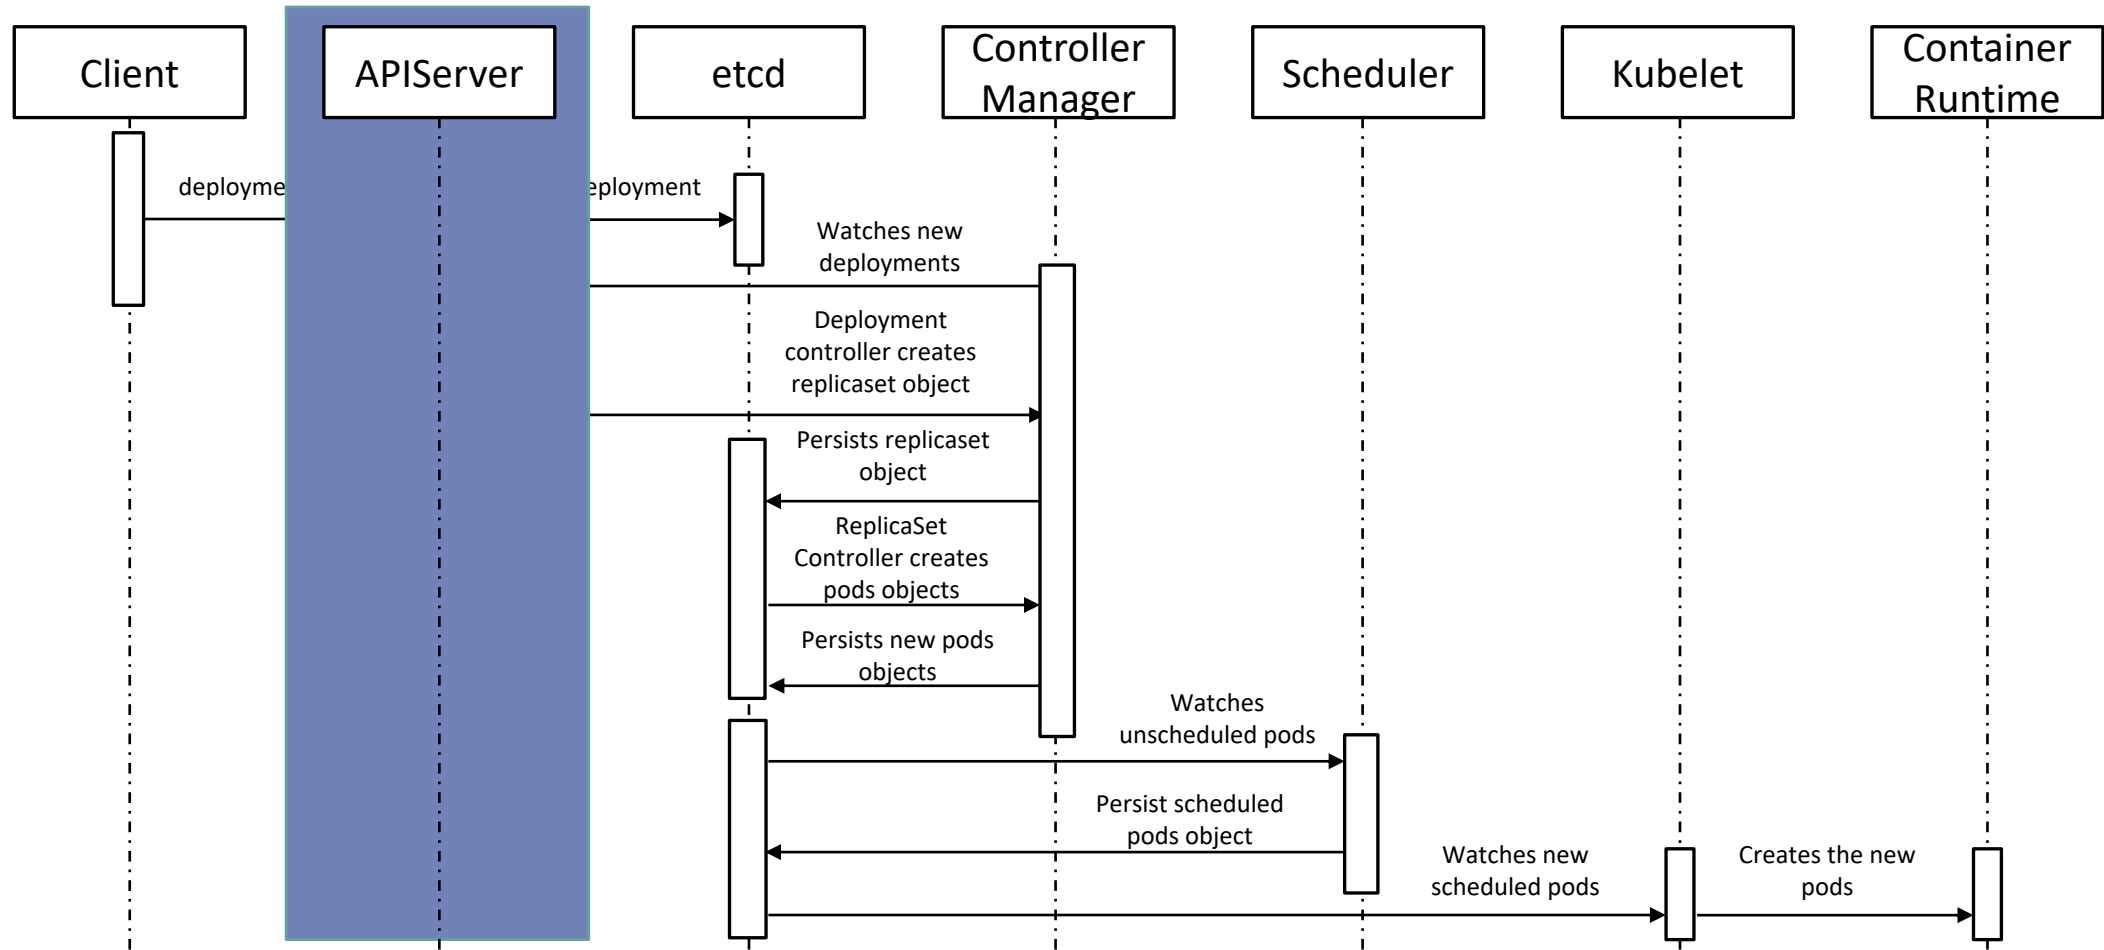 Client
APIServer
etcd
Controller
Manager
Scheduler
Kubelet
Container
Runtime
deployme
eployment
Watches new
deployments
Deployment
controller creates
replicaset object
Persists replicaset
object
ReplicaSet
Controller creates
pods objects
Persists new pods
objects
Watches
unscheduled pods
Persist scheduled
pods object
Watches new
scheduled pods
Creates the new
pods